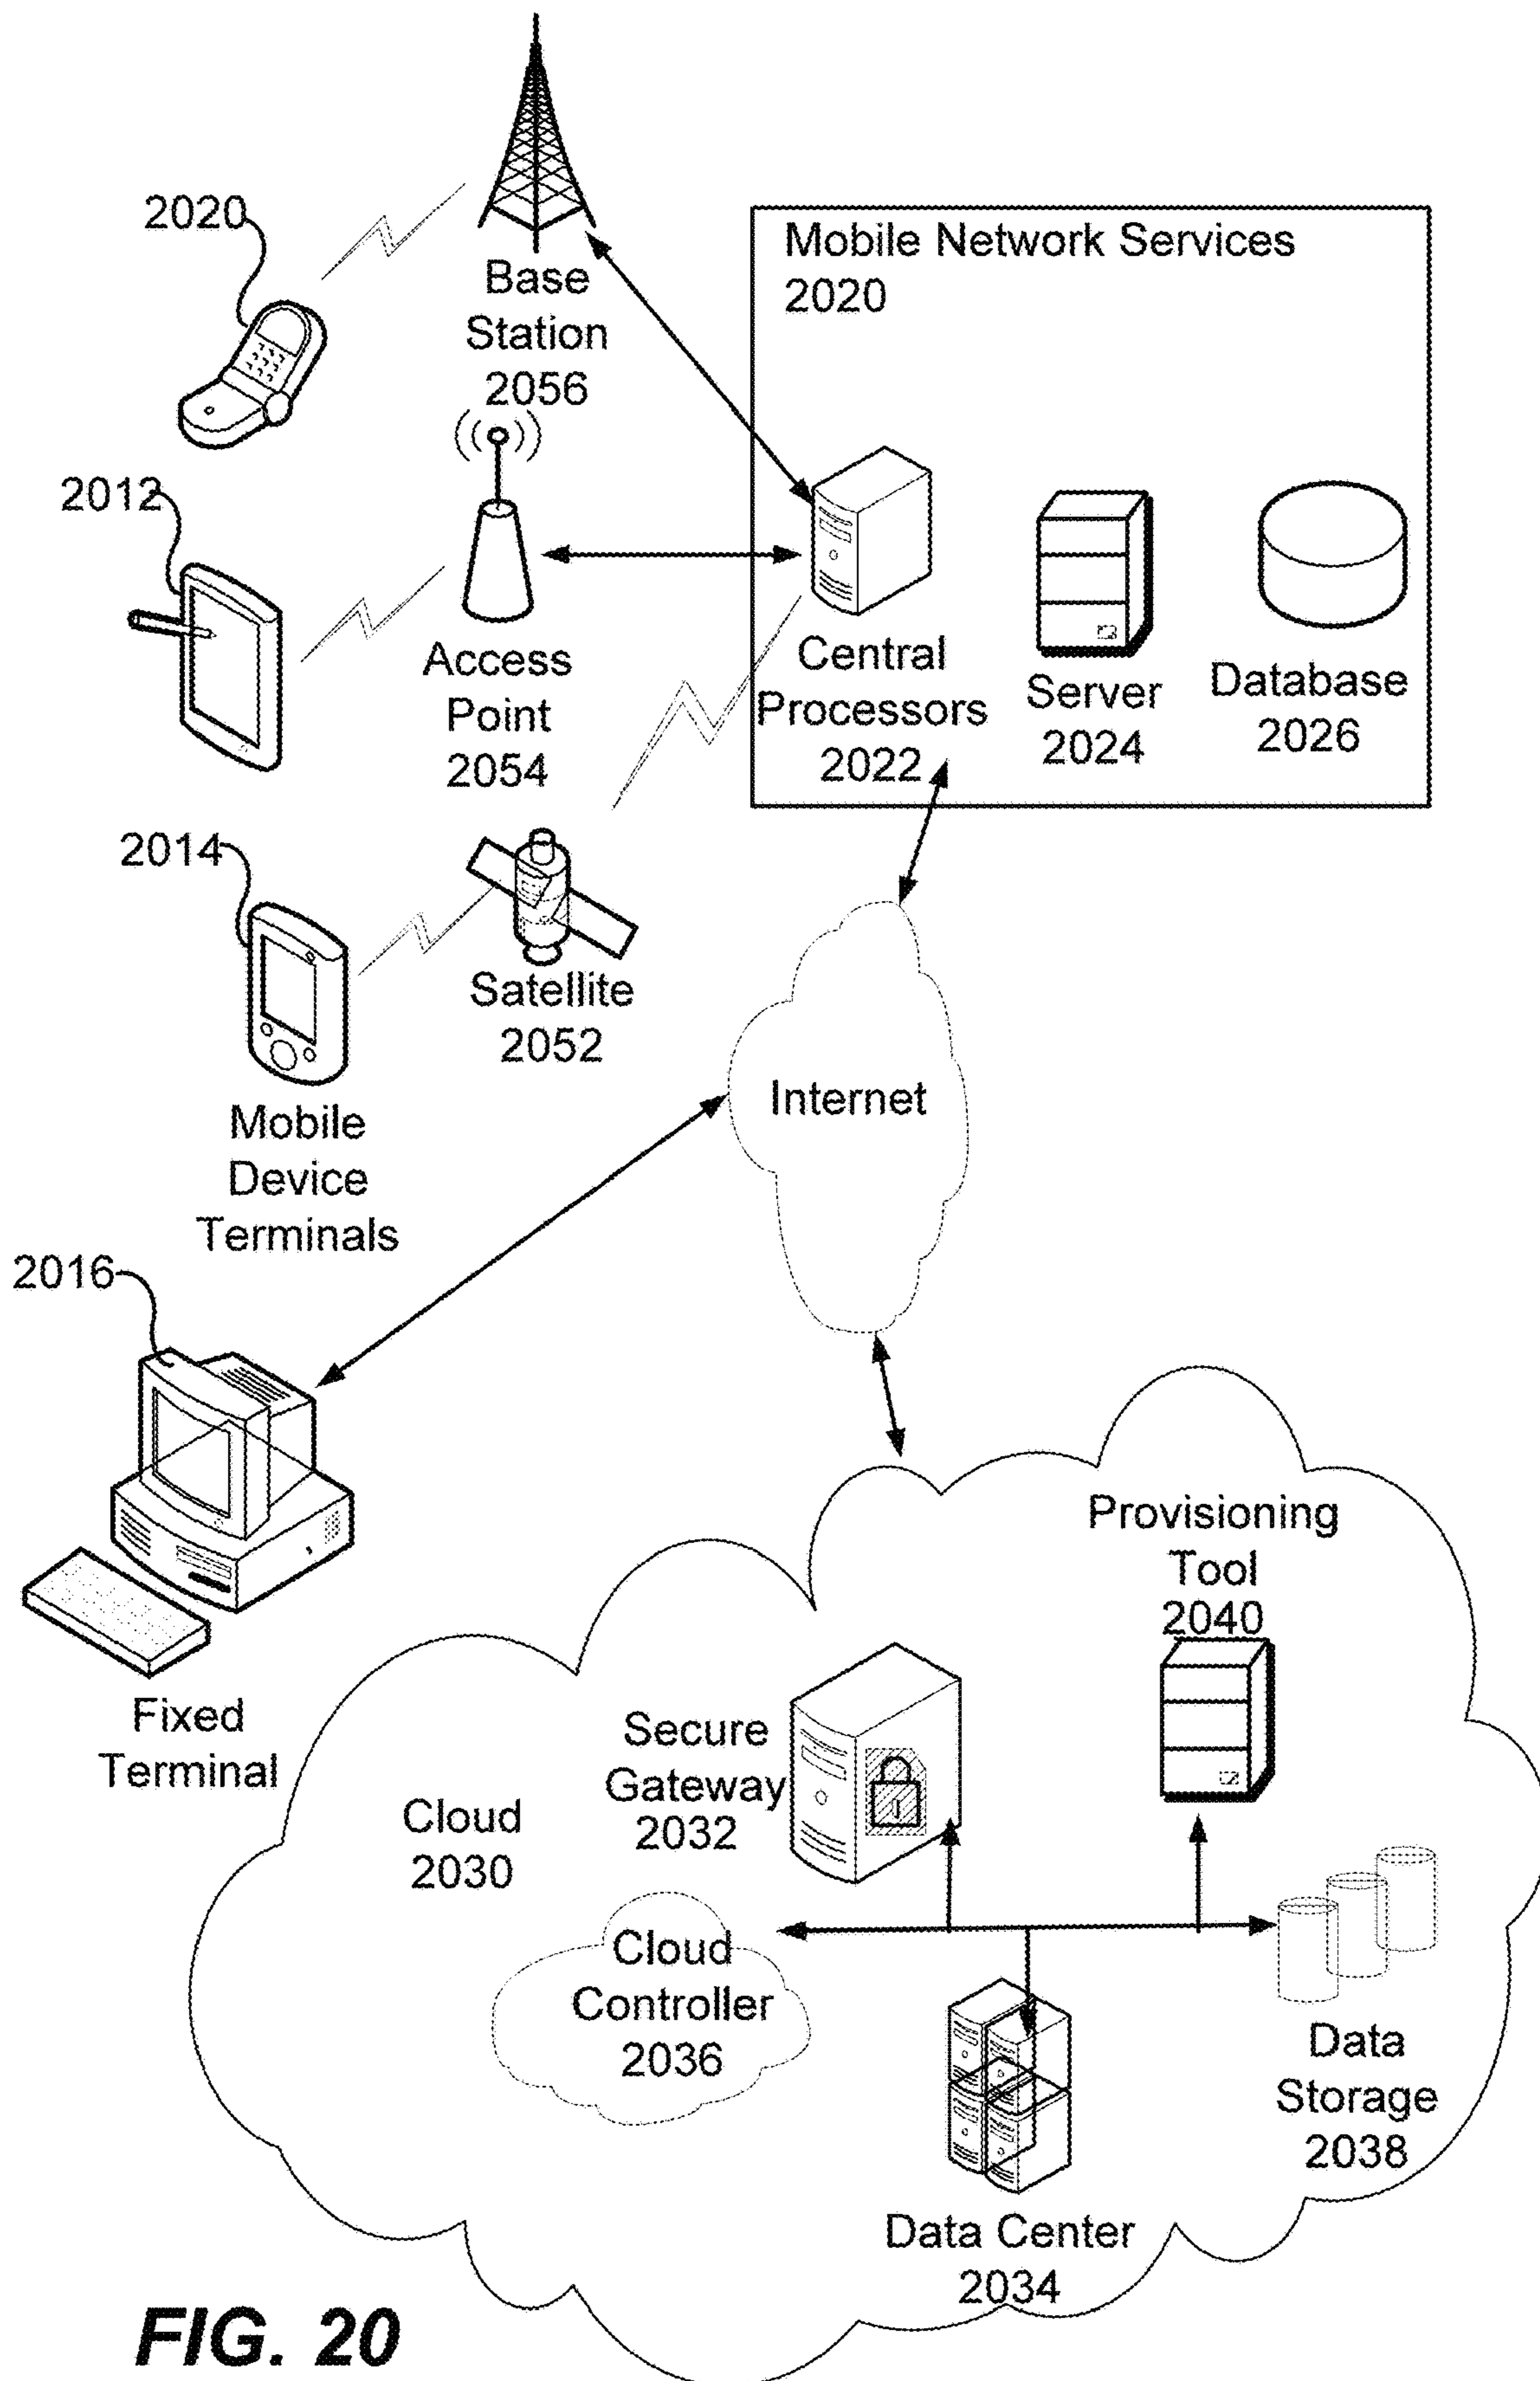 2020
Base
Station
2056
Mobile Network Services
2020
2012
Access
Point
2054
Central
Processors
2022
Server
2024
Database
2026
2014
Satellite
2052
Mobile
Device
Terminals
Internet
2016
Fixed
Terminal
Provisioning
Tool
2040
Secure
Gateway
2032
Cloud
2030
Cloud
Controller
2036
Data
Storage
2038
Data Center
2034
FIG. 20